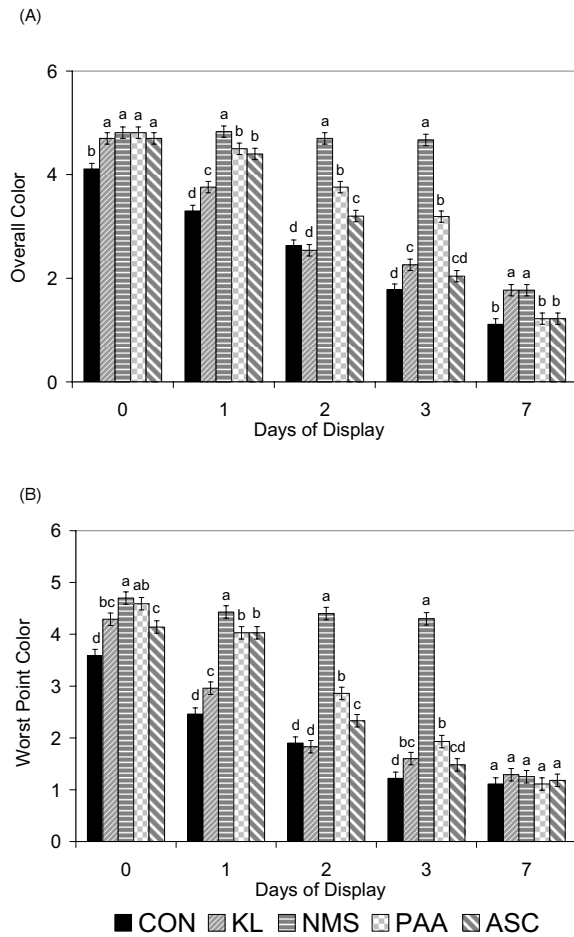 (A)
6
4
2
0
Overall Color
b a a a a
d c a b b
d d a b c
d c a b cd
b a a b b
0 1 2 3 7
Days of Display
(B)
6
5
4
3
2
1
0
Worst Point Color
d bc a ab c
d c a b b
d d a b c
d bc a b cd
a a a a a
0 1 2 3 7
Days of Display
CON KL NMS PAA ASC